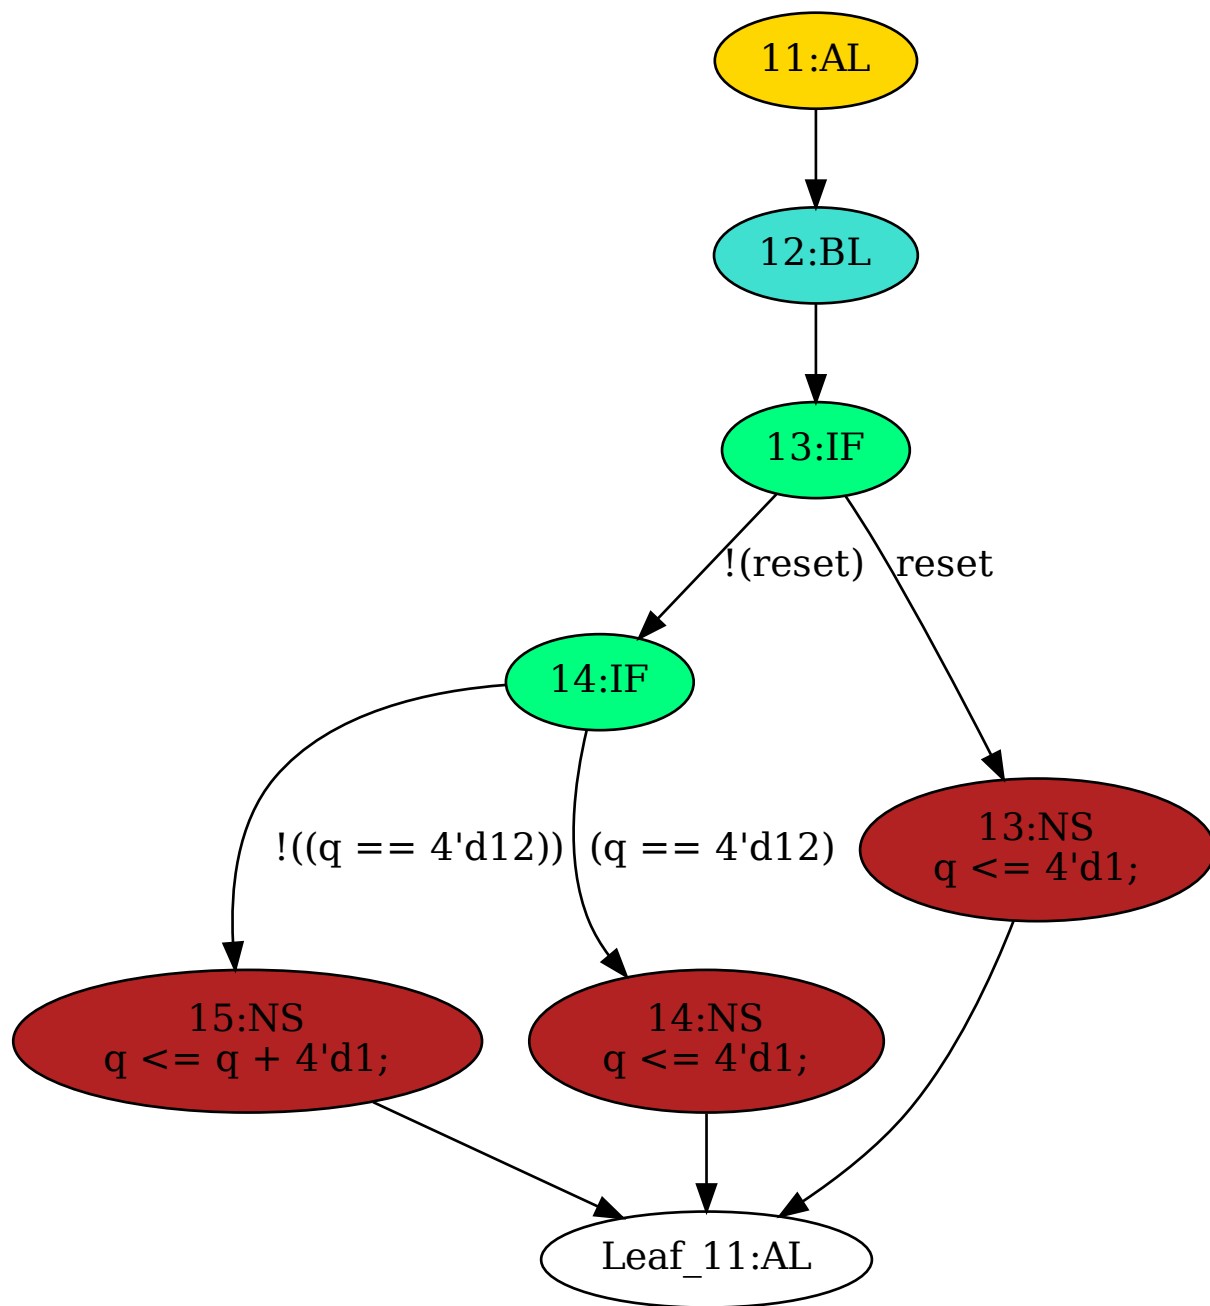 11:AL
12:BL
13:IF
!(reset)
reset
14:IF
13:NS
q <= 4'd1;
!((q == 4'd12))
(q == 4'd12)
15:NS
q <= q + 4'd1;
14:NS
q <= 4'd1;
Leaf_11:AL